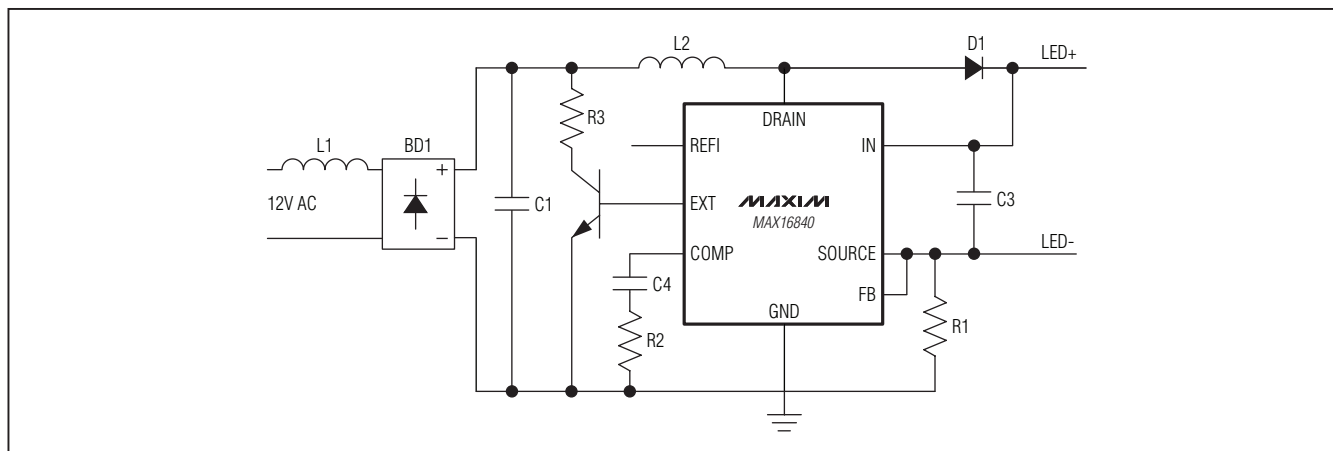 L2
D1
LED+
R3
DRAIN
L1
BD1
REFI
IN
+
12V AC
C1
EXT
MAXIM
MAX16840
C3
−
COMP
SOURCE
LED-
C4
FB
GND
R2
R1